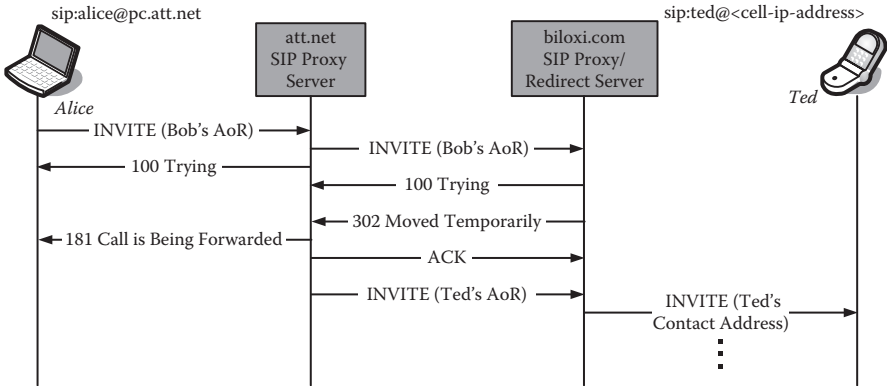 sip:alice@pc.att.net
att.net
SIP Proxy
Server
biloxi.com
SIP Proxy/
Redirect Server
sip:ted@<cell-ip-address>
Alice
Ted
INVITE (Bob's AoR)
INVITE (Bob's AoR)
100 Trying
100 Trying
302 Moved Temporarily
181 Call is Being Forwarded
ACK
INVITE (Ted's AoR)
INVITE (Ted's
Contact Address)